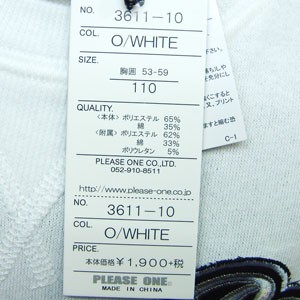 NO. 3611-10
COL. O/WHITE
SIZE.
胸囲 53-59
110
QUALITY.
<本体> ポリエステル 65%
綿 35%
<附属> ポリエステル 62%
綿 33%
ポリウレタン 5%
PLEASE ONE CO.,LTD.
052-910-8511
http://www.please-one.co.jp
NO. 3611-10
COL. O/WHITE
PRICE.
本体価格 ¥1,900+税
PLEASE ONE.
MADE IN CHINA
C-1